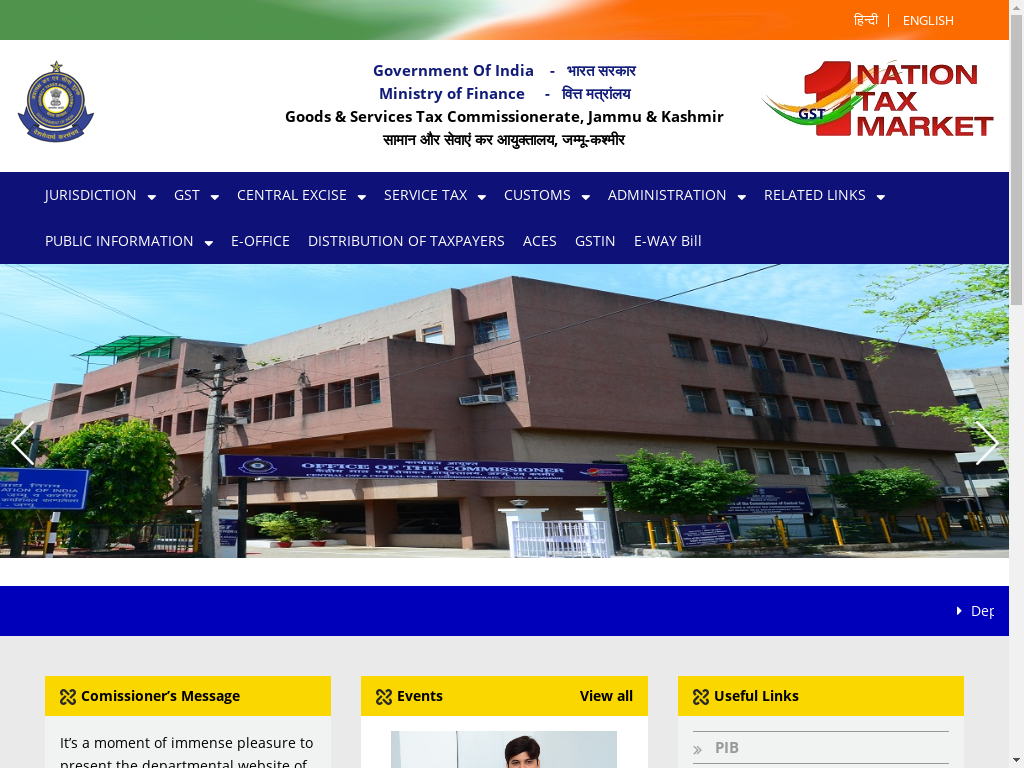 हिन्दी
ENGLISH
Government Of India - भारत सरकार
Ministry of Finance - वित्त मत्रांलय
Goods & Services Tax Commissionerate, Jammu & Kashmir
सामान और सेवाएं कर आयुक्तालय, जम्मू-कश्मीर
1 NATION
TAX
MARKET
GST
JURISDICTION GST CENTRAL EXCISE SERVICE TAX CUSTOMS ADMINISTRATION RELATED LINKS
PUBLIC INFORMATION E-OFFICE DISTRIBUTION OF TAXPAYERS ACES GSTIN E-WAY Bill
OFFICE OF THE COMMISSIONER
Comissioner’s Message
It’s a moment of immense pleasure to
present the departmental website of
Events View all
Useful Links
PIB